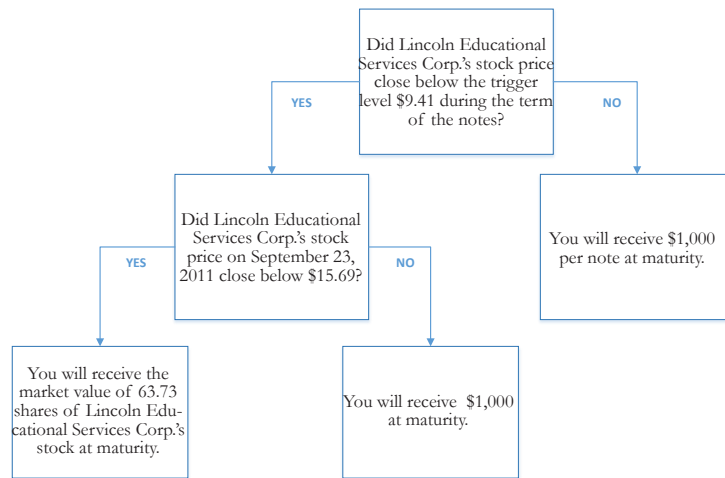 Did Lincoln Educational
Services Corp.'s stock price
close below the trigger
level $9.41 during the term
of the notes?
YES
NO
Did Lincoln Educational
Services Corp.'s stock
price on September 23,
2011 close below $15.69?
You will receive $1,000
per note at maturity.
YES
NO
You will receive the
market value of 63.73
shares of Lincoln Edu-
cational Services Corp.'s
stock at maturity.
You will receive $1,000
at maturity.